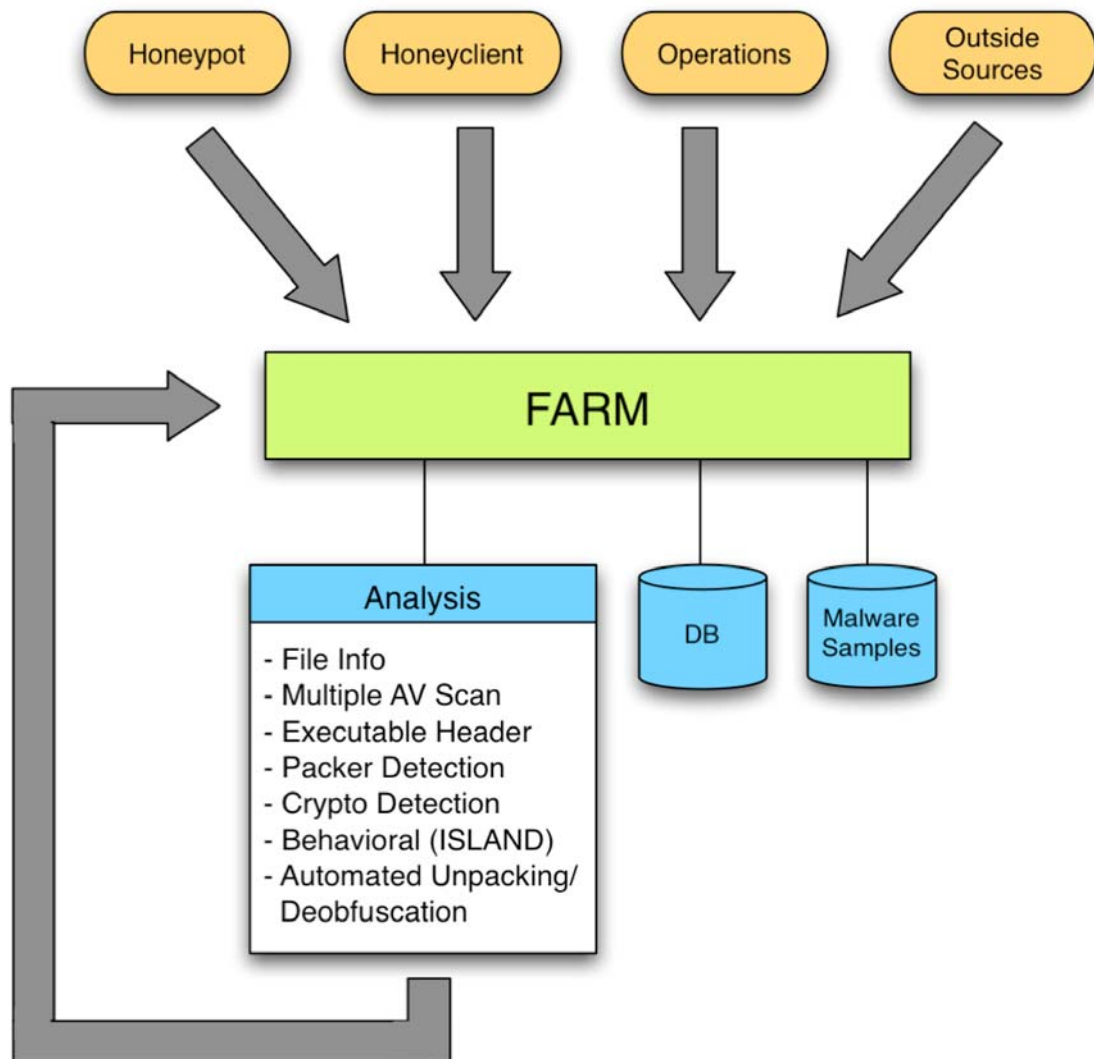 Honeypot
Honeyclient
Operations
Outside
Sources
FARM
Analysis
- File Info
- Multiple AV Scan
- Executable Header
- Packer Detection
- Crypto Detection
- Behavioral (ISLAND)
- Automated Unpacking/
Deobfuscation
DB
Malware
Samples